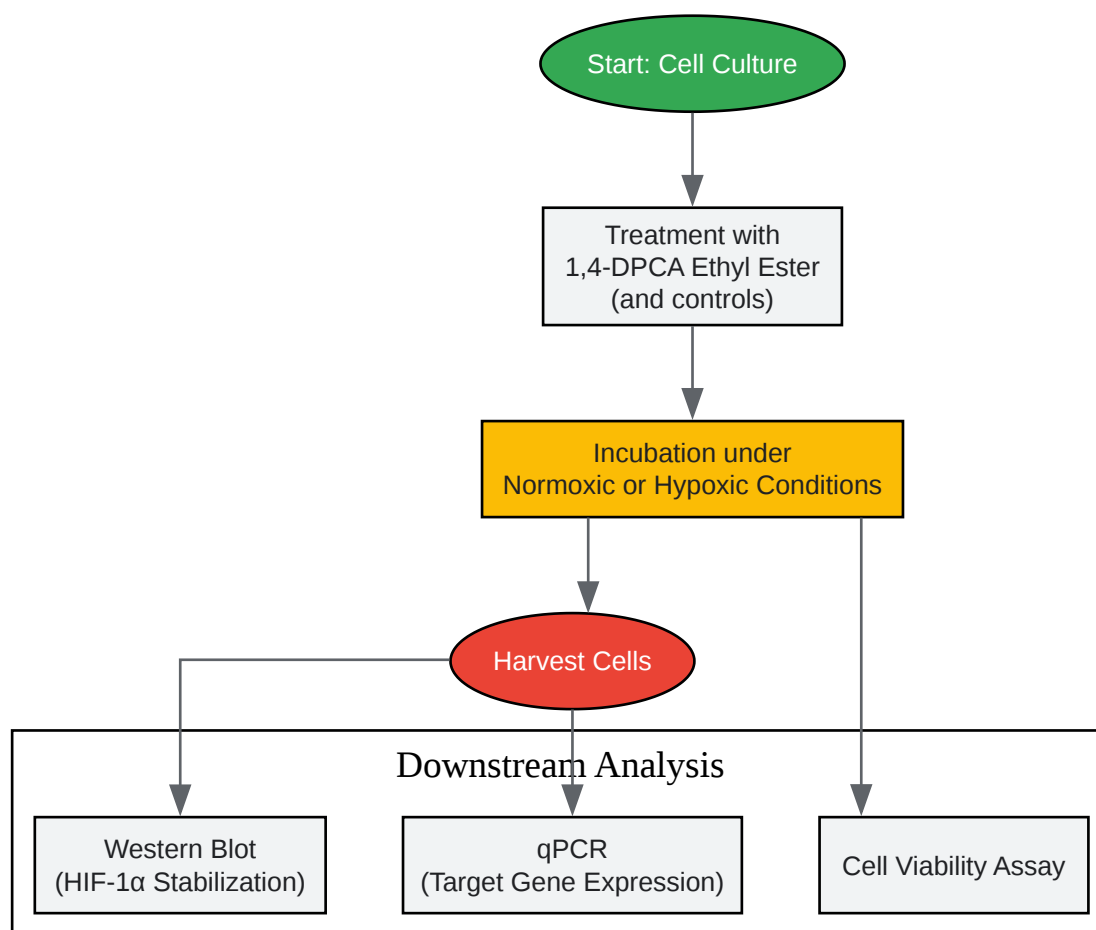 Start: Cell Culture
Treatment with
1,4-DPCA Ethyl Ester
(and controls)
Incubation under
Normoxic or Hypoxic Conditions
Harvest Cells
Downstream Analysis
Western Blot
(HIF-1α Stabilization)
qPCR
(Target Gene Expression)
Cell Viability Assay